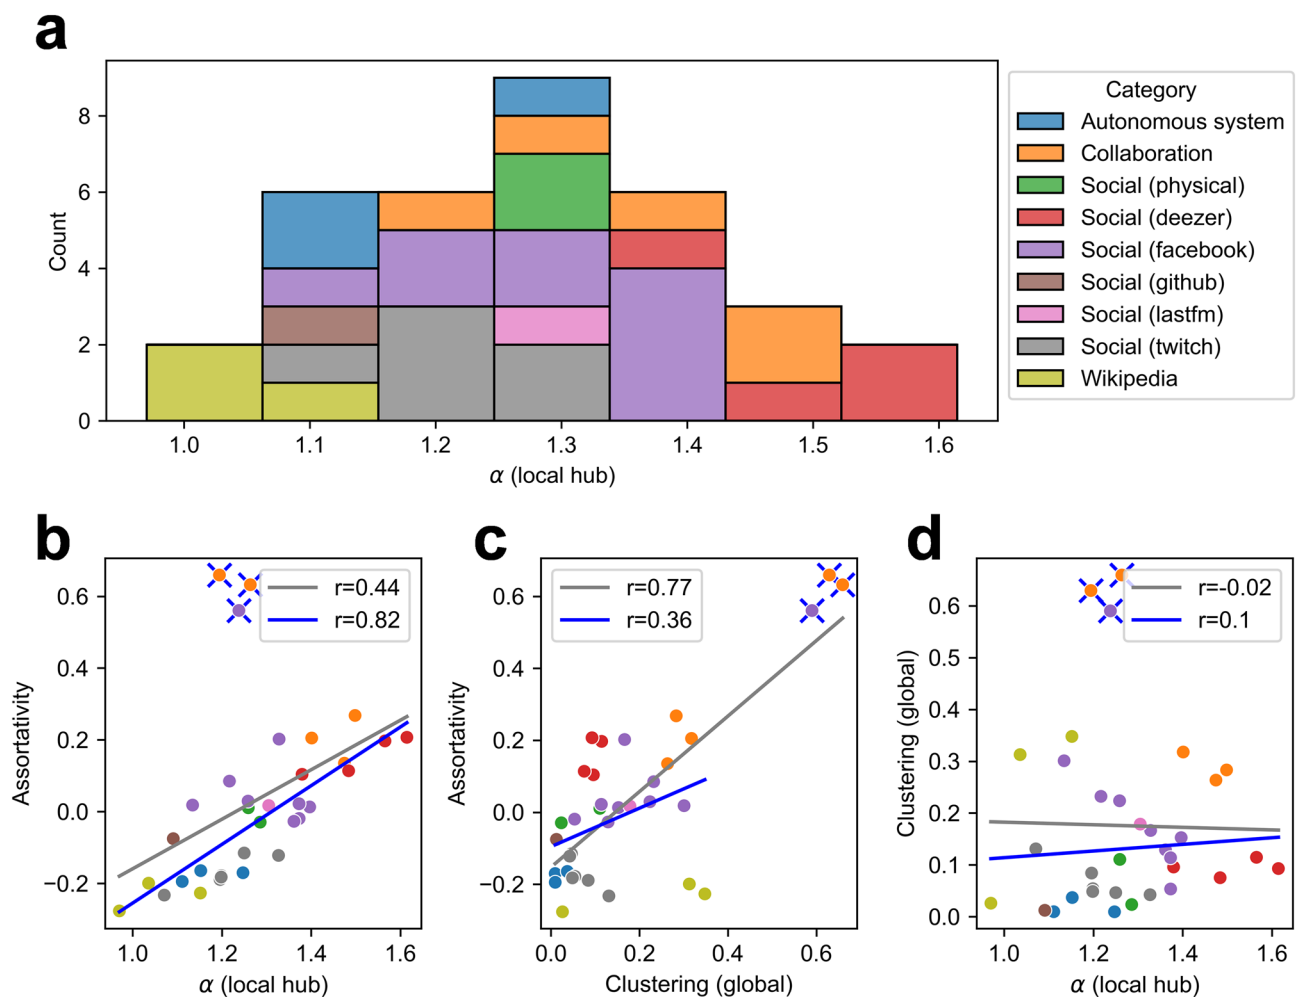 a
8
6
4
2
0
Count
1.0 1.1 1.2 1.3 1.4 1.5 1.6
α (local hub)
Category
Autonomous system
Collaboration
Social (physical)
Social (deezer)
Social (facebook)
Social (github)
Social (lastfm)
Social (twitch)
Wikipedia
b
r=0.44
r=0.82
0.6
0.4
0.2
0.0
−0.2
Assortativity
1.0 1.2 1.4 1.6
α (local hub)
c
r=0.77
r=0.36
0.6
0.4
0.2
0.0
−0.2
Assortativity
0.0 0.2 0.4 0.6
Clustering (global)
d
r=-0.02
r=0.1
0.6
0.5
0.4
0.3
0.2
0.1
0.0
Clustering (global)
1.0 1.2 1.4 1.6
α (local hub)